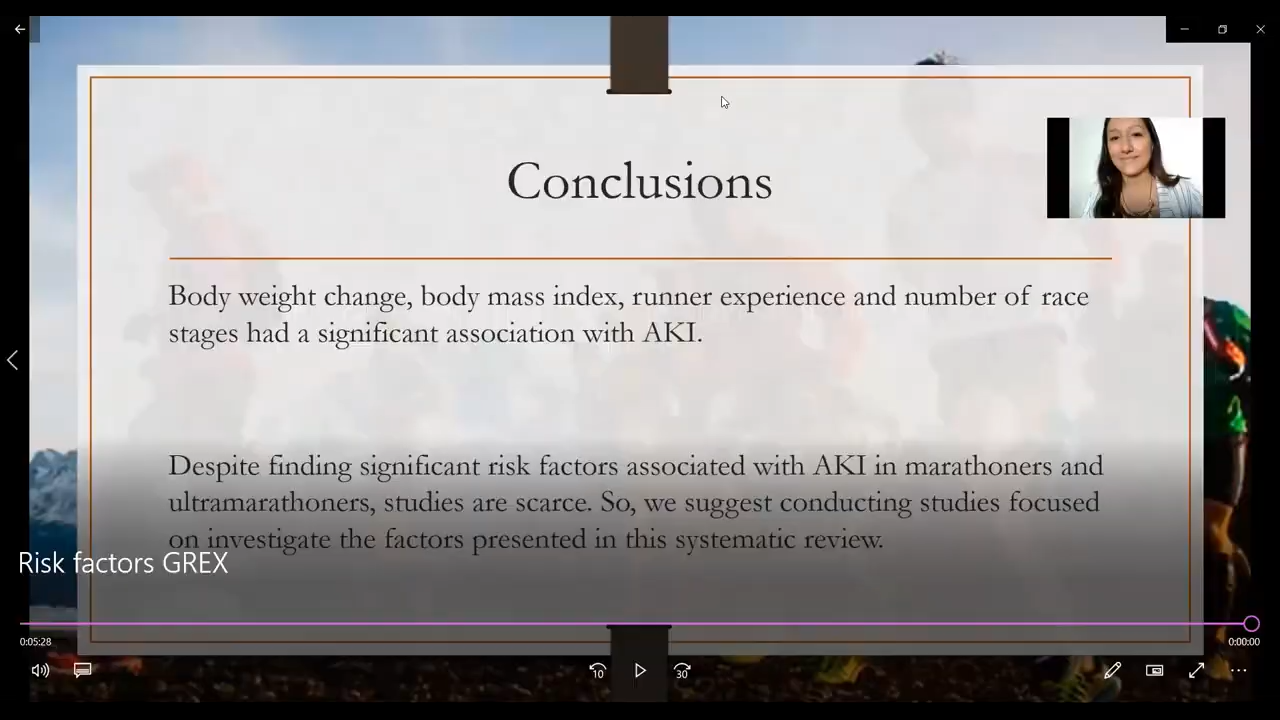 Conclusions
Body weight change, body mass index, runner experience and number of race
stages had a significant association with AKI.
Despite finding significant risk factors associated with AKI in marathoners and
ultramarathoners, studies are scarce. So, we suggest conducting studies focused
on investigate the factors presented in this systematic review.
Risk factors GREX
0:05:28
0:00:00
10
30